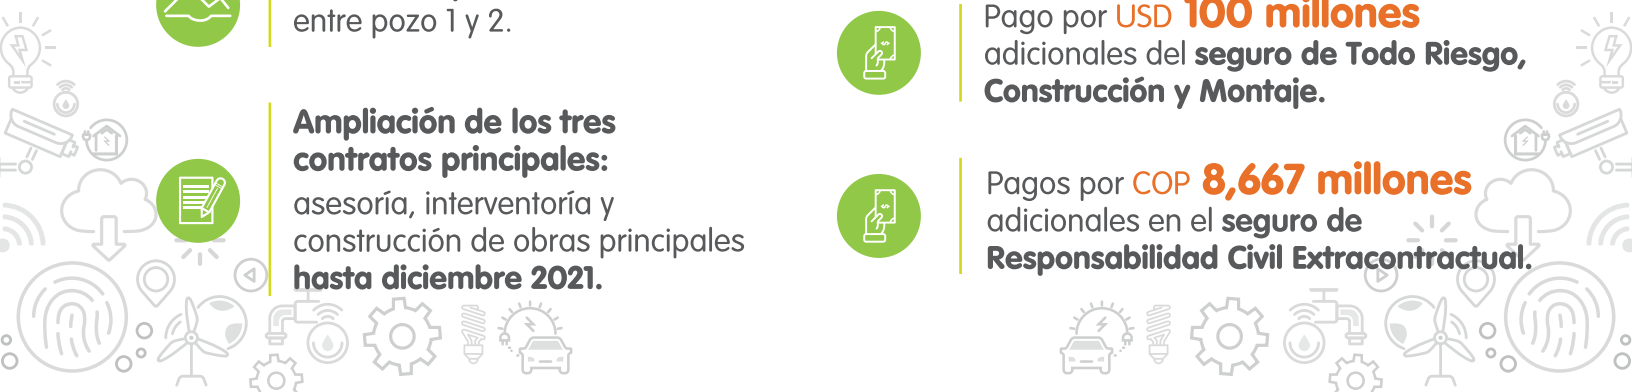 entre pozo 1 y 2.
Ampliación de los tres
contratos principales:
asesoría, interventoría y
construcción de obras principales
hasta diciembre 2021.
Pago por USD 100 millones
adicionales del seguro de Todo Riesgo,
Construcción y Montaje.
Pagos por COP 8,667 millones
adicionales en el seguro de
Responsabilidad Civil Extracontractual.